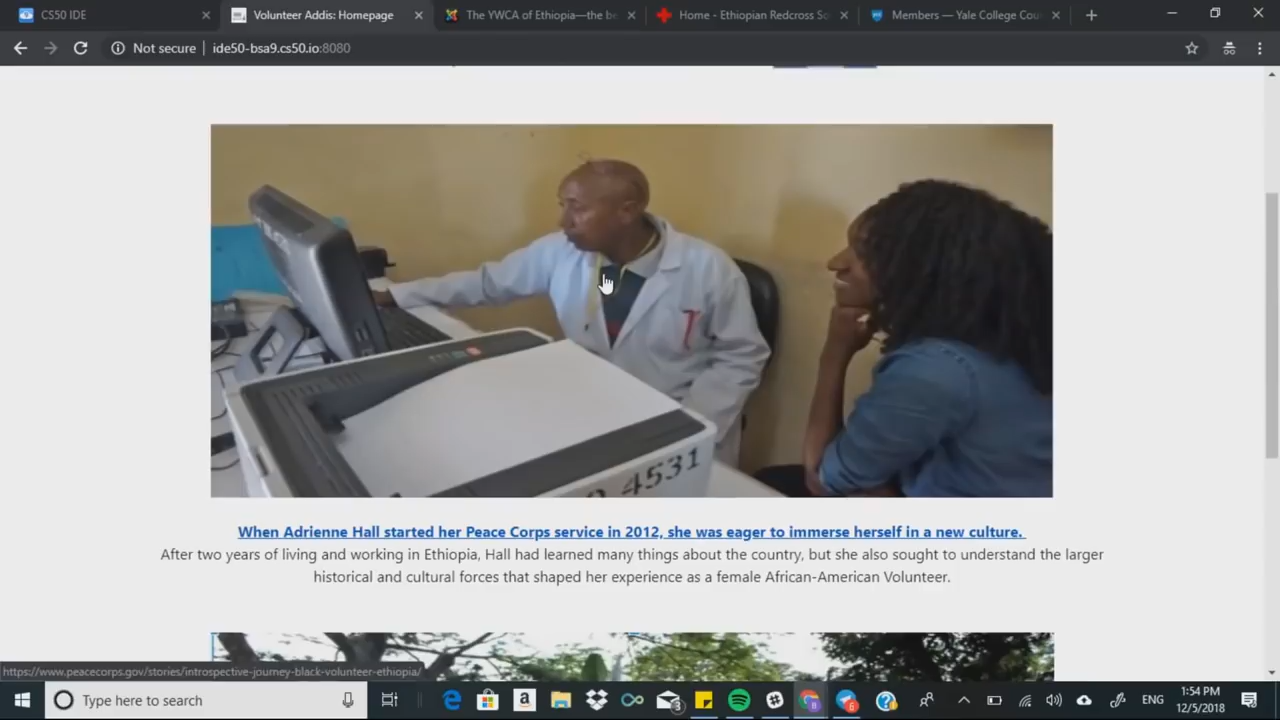 CS50 IDE
Volunteer Addis: Homepage
The YWCA of Ethiopia—the be
Home - Ethiopian Redcross So
Members — Yale College Cou
Not secure
ide50-bsa9.cs50.io:8080
4531
When Adrienne Hall started her Peace Corps service in 2012, she was eager to immerse herself in a new culture.
After two years of living and working in Ethiopia, Hall had learned many things about the country, but she also sought to understand the larger
historical and cultural forces that shaped her experience as a female African-American Volunteer.
https://www.peacecorps.gov/stories/introspective-journey-black-volunteer-ethiopia/
Type here to search
3
6
ENG
1:54 PM
12/5/2018